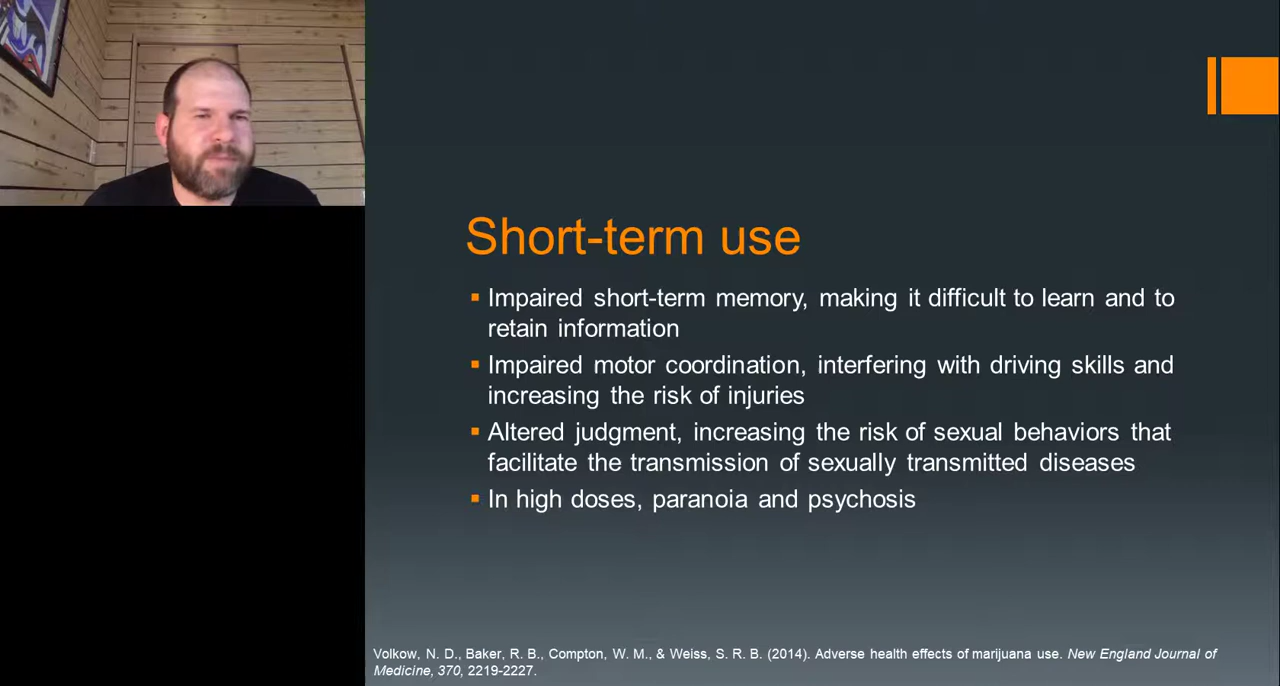 Short-term use
Impaired short-term memory, making it difficult to learn and to
retain information
Impaired motor coordination, interfering with driving skills and
increasing the risk of injuries
Altered judgment, increasing the risk of sexual behaviors that
facilitate the transmission of sexually transmitted diseases
In high doses, paranoia and psychosis
Volkow, N. D., Baker, R. B., Compton, W. M., & Weiss, S. R. B. (2014). Adverse health effects of marijuana use. New England Journal of
Medicine, 370, 2219-2227.